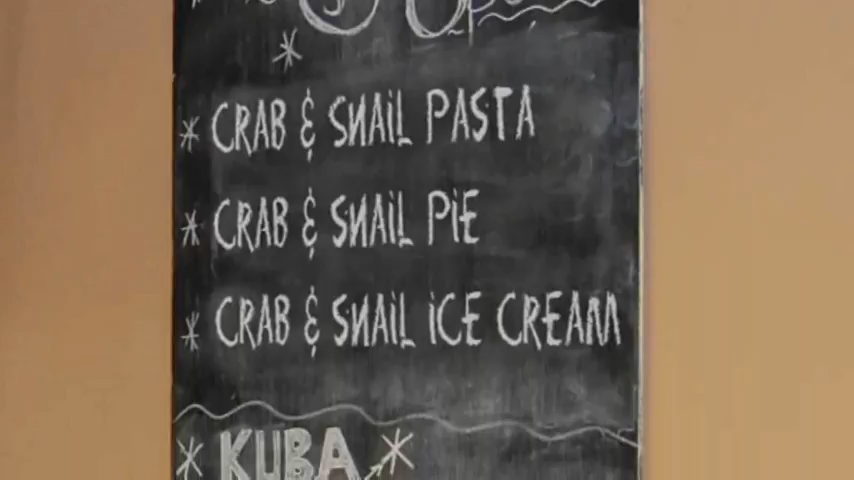 CRAB & SNAIL PASTA
CRAB & SNAIL PIE
CRAB & SNAIL ICE CREAM
KUBA